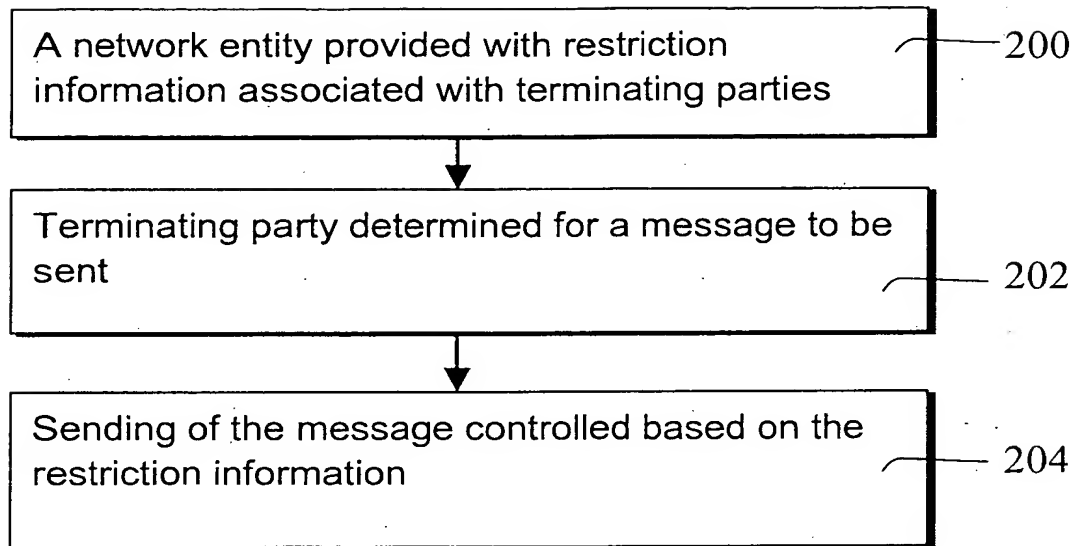 A network entity provided with restriction
information associated with terminating parties
200
Terminating party determined for a message to be
sent
202
Sending of the message controlled based on the
restriction information
204